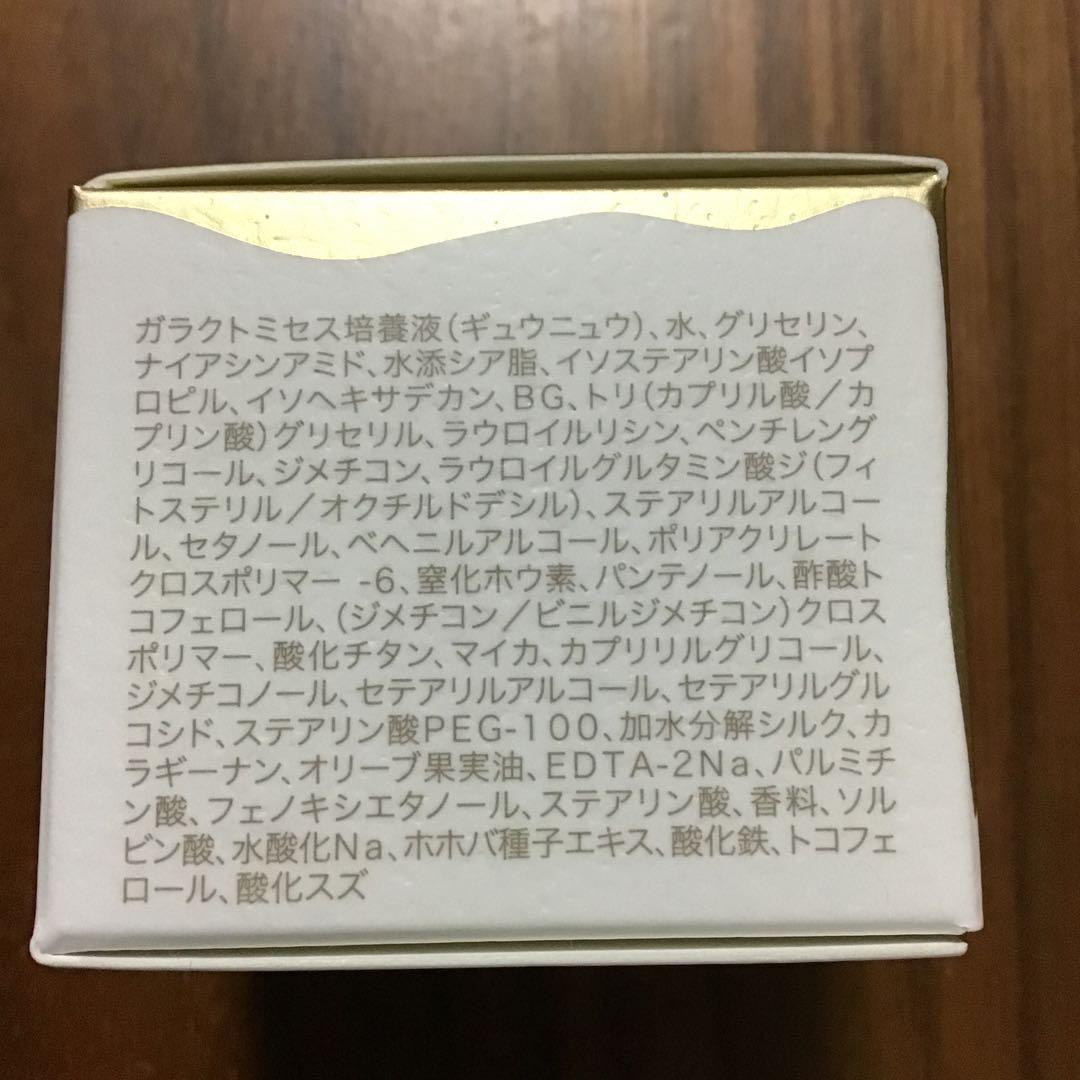 ガラクトミセス培養液(ギュウニュウ)、水、グリセリン、
ナイアシンアミド、水添シア脂、イソステアリン酸イソプ
ロピル、イソヘキサデカン、BG、トリ(カプリル酸/カ
プリン酸)グリセリル、ラウロイルリシン、ペンチレング
リコール、ジメチコン、ラウロイルグルタミン酸ジ(フィ
トステリル/オクチルドデシル)、ステアリルアルコー
ル、セタノール、ベヘニルアルコール、ポリアクリレート
クロスポリマー -6、窒化ホウ素、パンテノール、酢酸ト
コフェロール、(ジメチコン/ビニルジメチコン)クロス
ポリマー、酸化チタン、マイカ、カプリリルグリコール、
ジメチコノール、セテアリルアルコール、セテアリルグル
コシド、ステアリン酸PEG-100、加水分解シルク、カ
ラギーナン、オリーブ果実油、EDTA-2Na、パルミチ
ン酸、フェノキシエタノール、ステアリン酸、香料、ソル
ビン酸、水酸化Na、ホホバ種子エキス、酸化鉄、トコフェ
ロール、酸化スズ